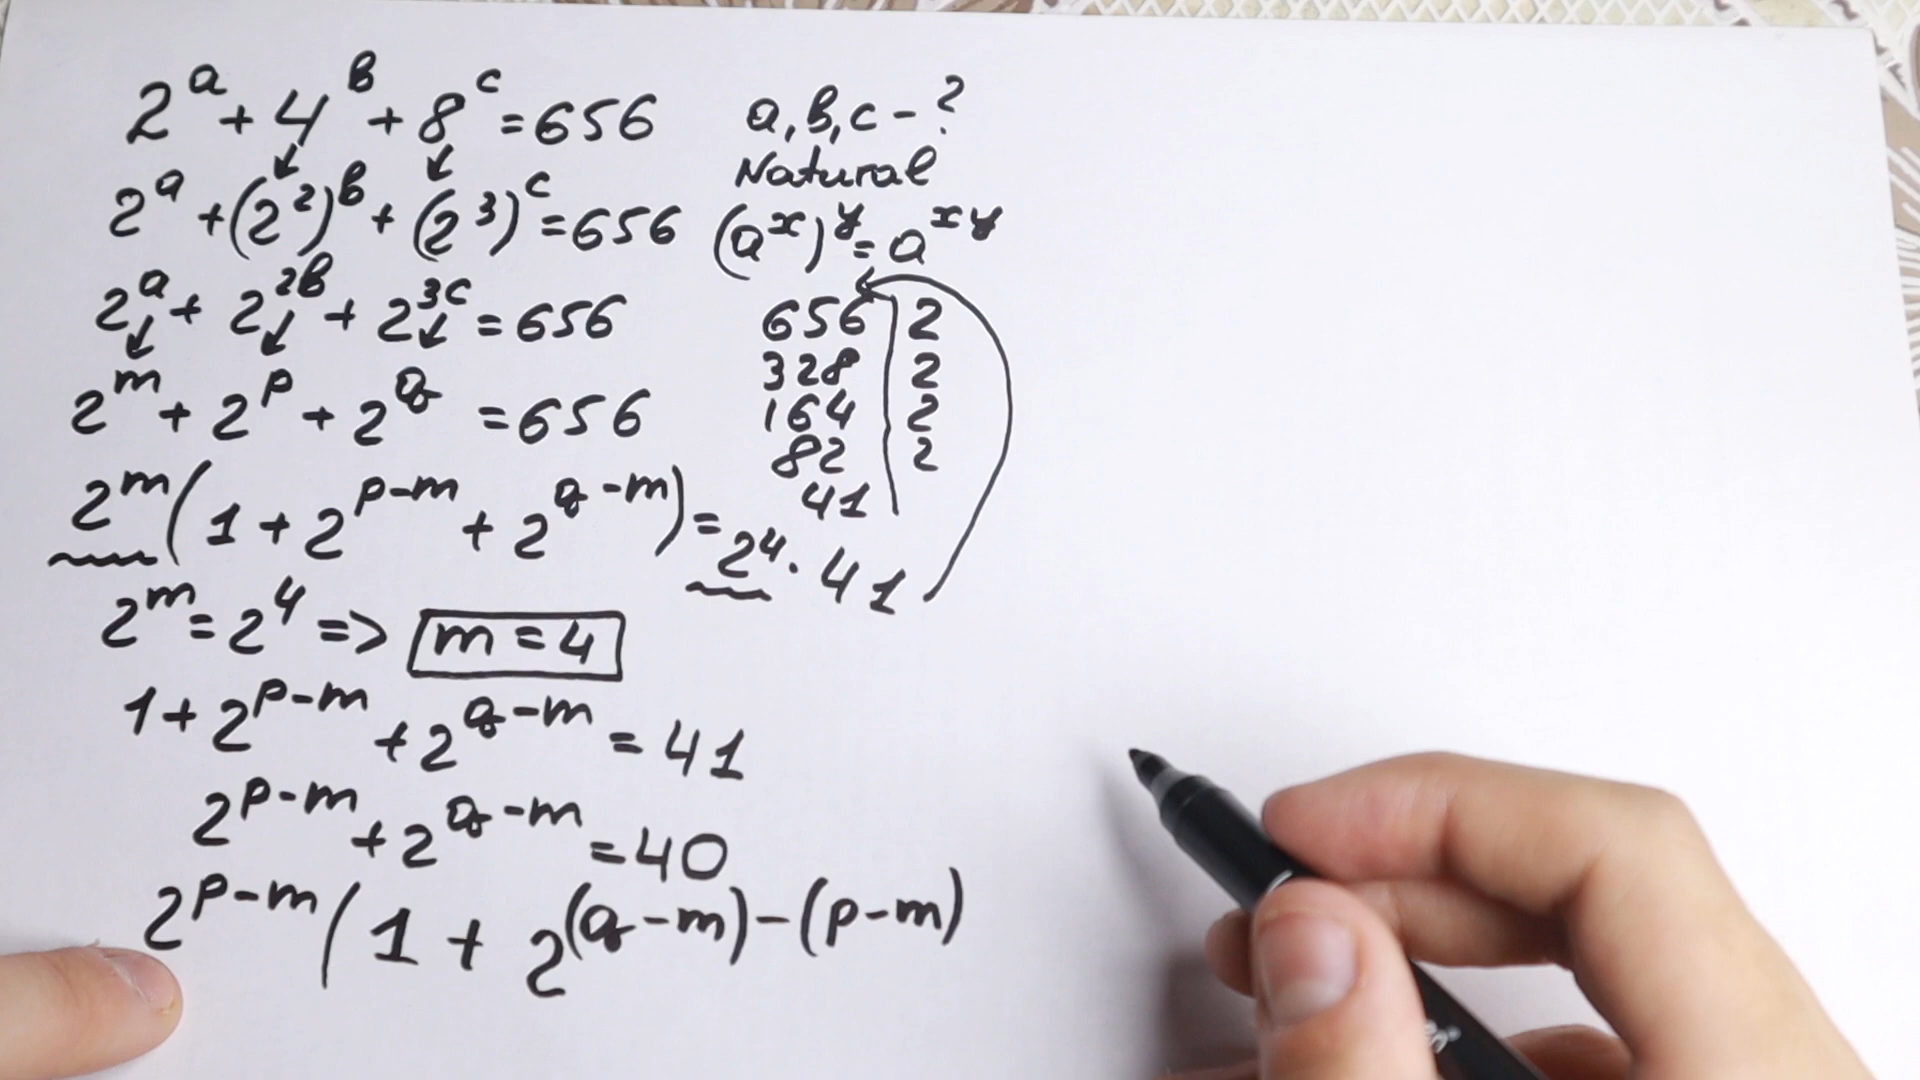 2^a + 4^b + 8^c = 656
a, b, c - ?
Natural
2^a + (2^2)^b + (2^3)^c = 656
(a^x)^y = a^xy
2^a + 2^2b + 2^3c = 656
656 | 2
328 | 2
164 | 2
82 | 2
41 |
2^m + 2^p + 2^q = 656
2^m (1 + 2^p-m + 2^q-m) = 2^4 · 41
2^m = 2^4 => m = 4
1 + 2^p-m + 2^q-m = 41
2^p-m + 2^q-m = 40
2^p-m (1 + 2^(q-m)-(p-m)